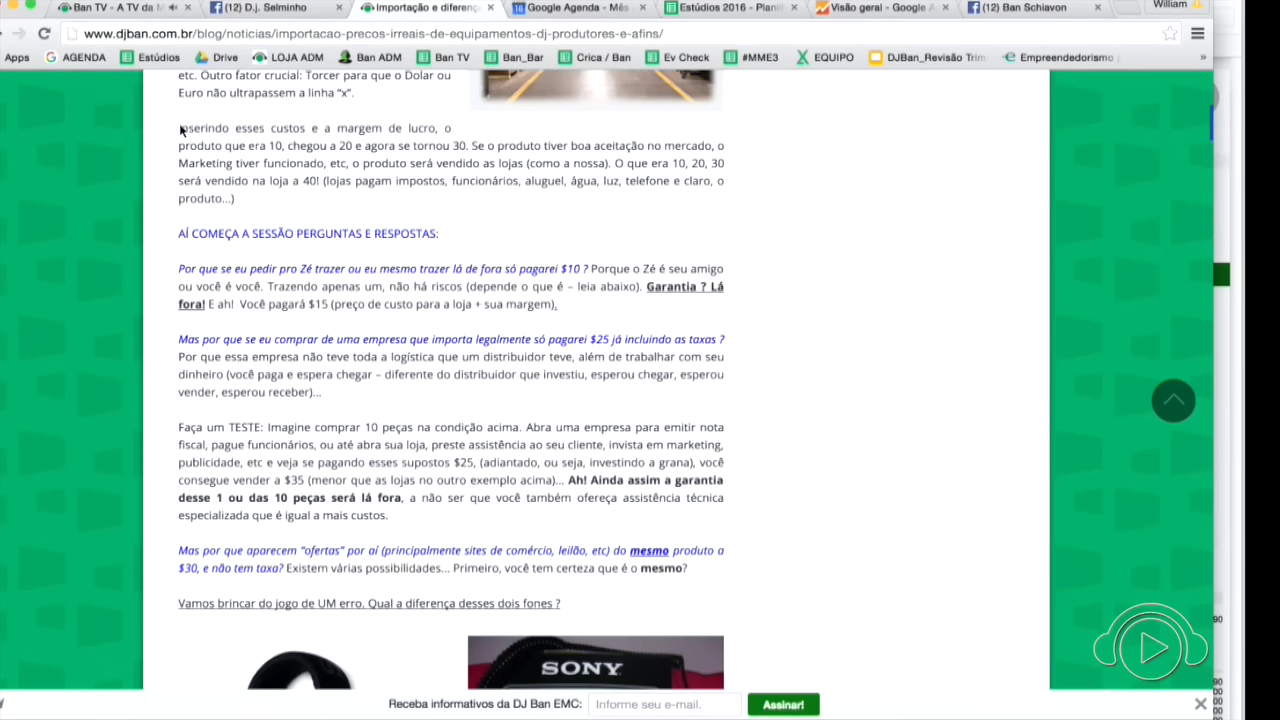 Ban TV - A TV da M
(12) D.j. Selminho
Importação e diferenç
Google Agenda - Mês
Estúdios 2016 - Planil
Visão geral - Google A
(12) Ban Schiavon
William
www.djban.com.br/blog/noticias/importacao-precos-irreais-de-equipamentos-dj-produtores-e-afins/
Apps AGENDA Estúdios Drive LOJA ADM Ban ADM Ban TV Ban_Bar Crica / Ban Ev Check #MME3 EQUIPO DJBan_Revisão Trim Empreendedorismo »
etc. Outro fator crucial: Torcer para que o Dolar ou
Euro não ultrapassem a linha “x”.
Inserindo esses custos e a margem de lucro, o
produto que era 10, chegou a 20 e agora se tornou 30. Se o produto tiver boa aceitação no mercado, o
Marketing tiver funcionado, etc, o produto será vendido as lojas (como a nossa). O que era 10, 20, 30
será vendido na loja a 40! (lojas pagam impostos, funcionários, aluguel, água, luz, telefone e claro, o
produto...)
AÍ COMEÇA A SESSÃO PERGUNTAS E RESPOSTAS:
Por que se eu pedir pro Zé trazer ou eu mesmo trazer lá de fora só pagarei $10 ? Porque o Zé é seu amigo
ou você é você. Trazendo apenas um, não há riscos (depende o que é – leia abaixo). Garantia ? Lá
fora! E ah! Você pagará $15 (preço de custo para a loja + sua margem).
Mas por que se eu comprar de uma empresa que importa legalmente só pagarei $25 já incluindo as taxas ?
Por que essa empresa não teve toda a logística que um distribuidor teve, além de trabalhar com seu
dinheiro (você paga e espera chegar – diferente do distribuidor que investiu, esperou chegar, esperou
vender, esperou receber)...
Faça um TESTE: Imagine comprar 10 peças na condição acima. Abra uma empresa para emitir nota
fiscal, pague funcionários, ou até abra sua loja, preste assistência ao seu cliente, invista em marketing,
publicidade, etc e veja se pagando esses supostos $25, (adiantado, ou seja, investindo a grana), você
consegue vender a $35 (menor que as lojas no outro exemplo acima)... Ah! Ainda assim a garantia
desse 1 ou das 10 peças será lá fora, a não ser que você também ofereça assistência técnica
especializada que é igual a mais custos.
Mas por que aparecem “ofertas” por aí (principalmente sites de comércio, leilão, etc) do mesmo produto a
$30, e não tem taxa? Existem várias possibilidades... Primeiro, você tem certeza que é o mesmo?
Vamos brincar do jogo de UM erro. Qual a diferença desses dois fones ?
SONY
Receba informativos da DJ Ban EMC: Informe seu e-mail. Assinar!